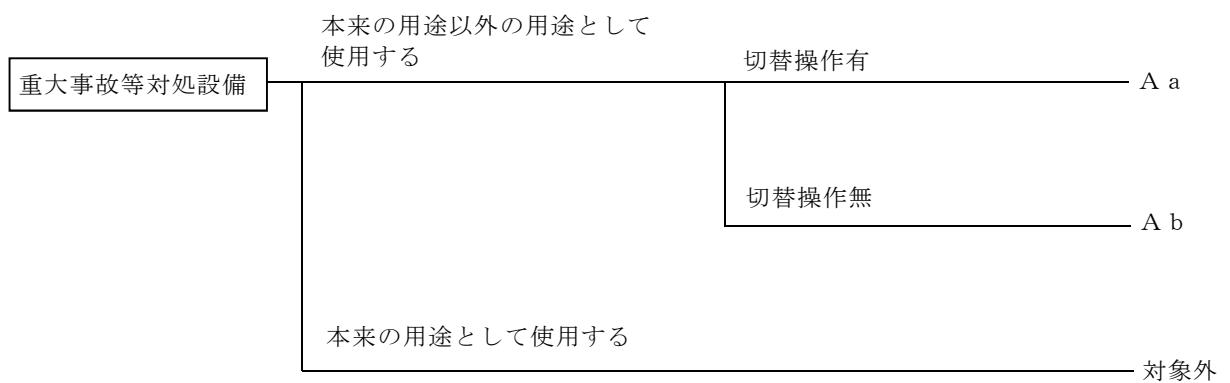 本来の用途以外の用途として
使用する
切替操作有
重大事故等対処設備
Ａａ
切替操作無
Ａｂ
本来の用途として使用する
対象外